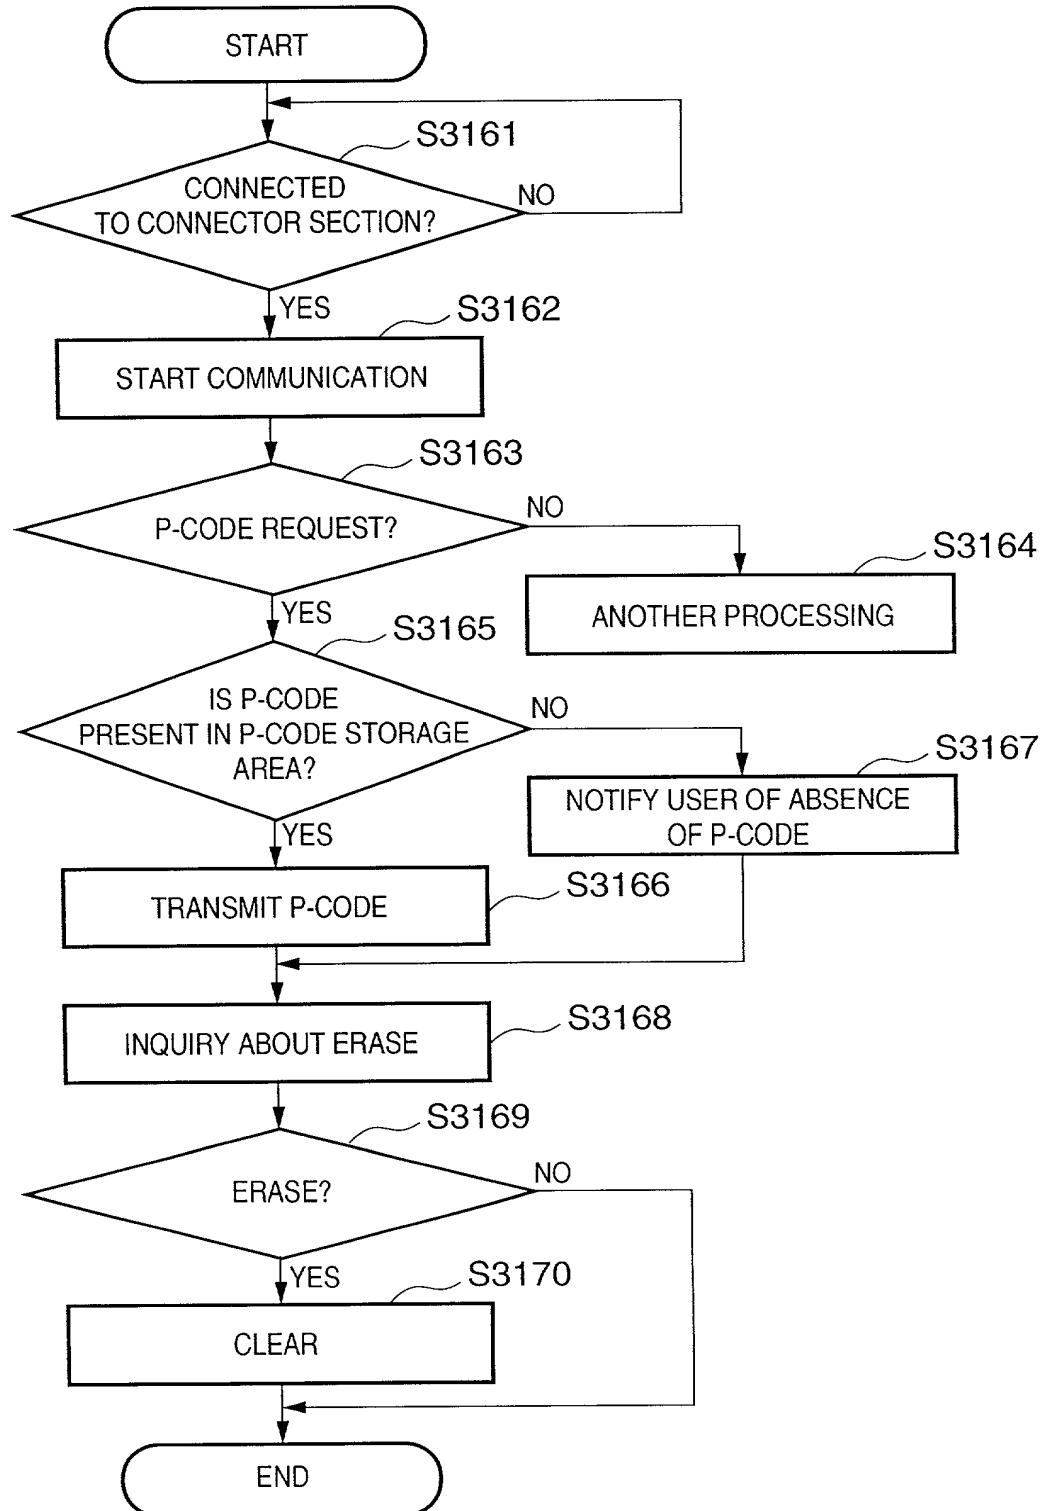 START
S3161
CONNECTED
TO CONNECTOR SECTION?
NO
YES
S3162
START COMMUNICATION
S3163
P-CODE REQUEST?
NO
S3164
ANOTHER PROCESSING
YES
S3165
IS P-CODE
PRESENT IN P-CODE STORAGE
AREA?
NO
S3167
NOTIFY USER OF ABSENCE
OF P-CODE
YES
S3166
TRANSMIT P-CODE
S3168
INQUIRY ABOUT ERASE
S3169
ERASE?
NO
YES
S3170
CLEAR
END